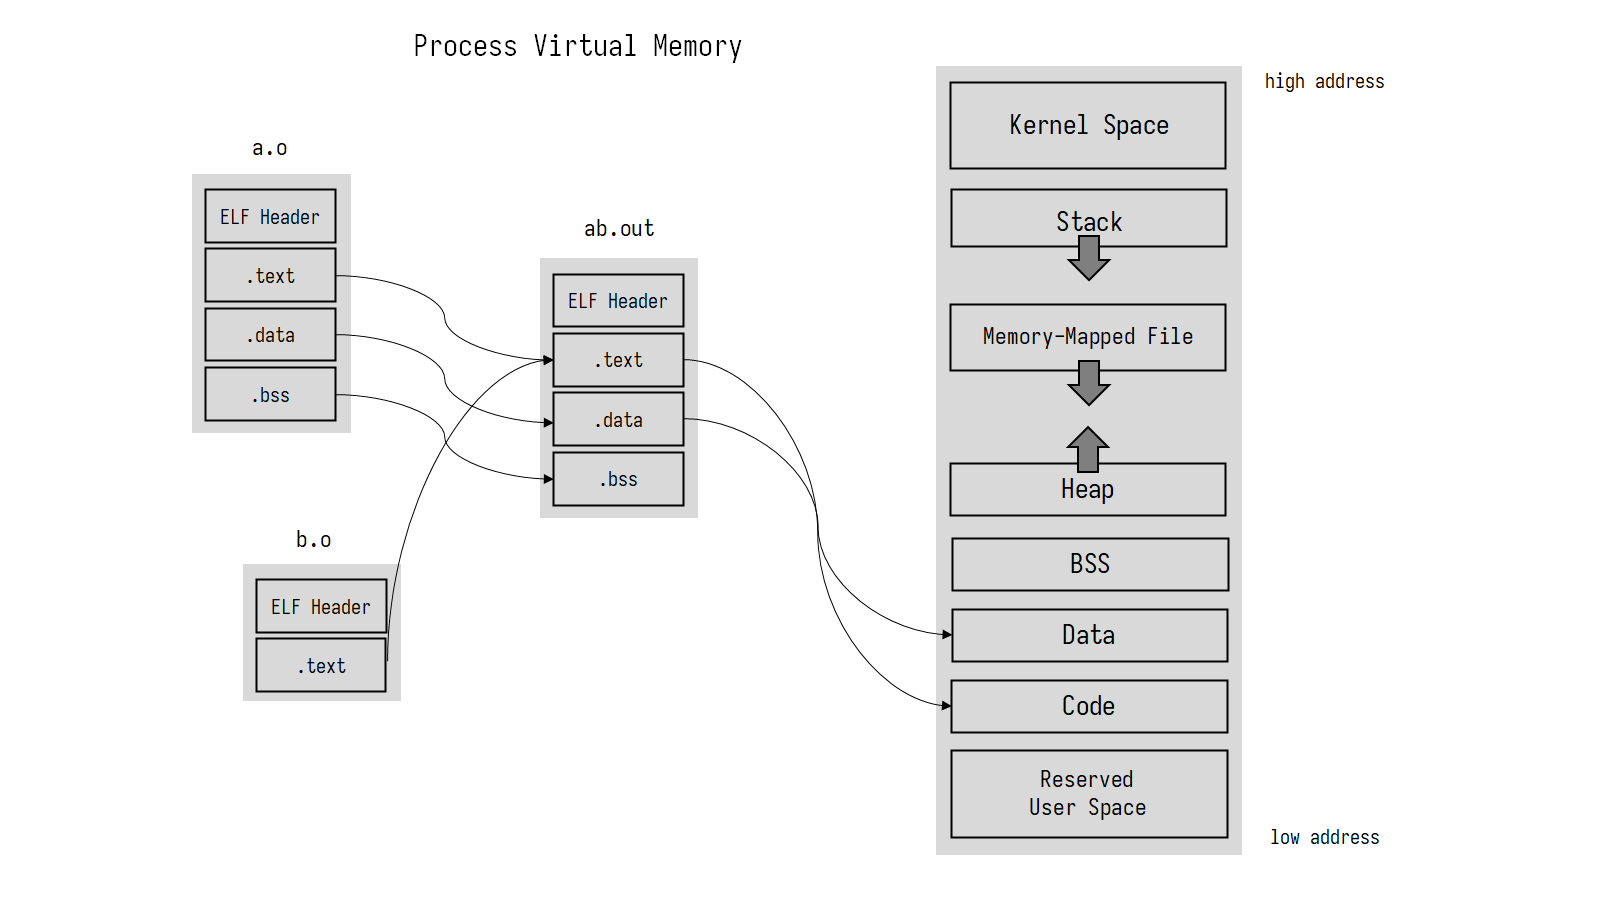 Process Virtual Memory
a.o
ELF Header
.text
.data
.bss
b.o
ELF Header
.text
ab.out
ELF Header
.text
.data
.bss
high address
Kernel Space
Stack
Memory-Mapped File
Heap
BSS
Data
Code
Reserved
User Space
low address